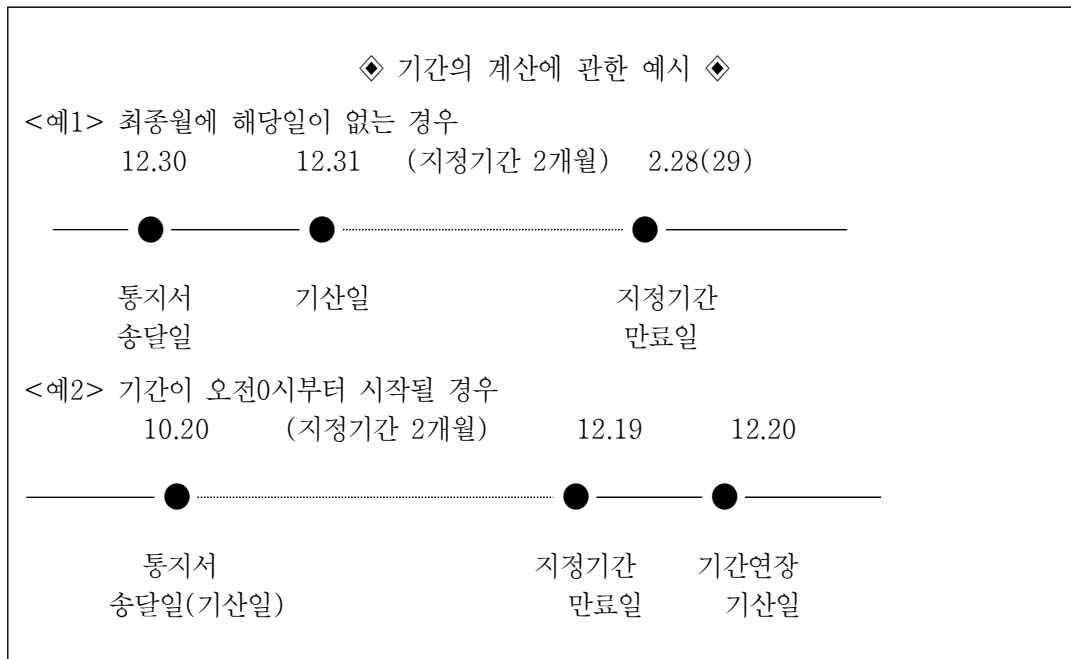 ◈ 기간의 계산에 관한 예시 ◈
<예1> 최종월에 해당일이 없는 경우
12.30 12.31 (지정기간 2개월) 2.28(29)
통지서 기산일 지정기간
송달일 만료일
<예2> 기간이 오전0시부터 시작될 경우
10.20 (지정기간 2개월) 12.19 12.20
통지서 지정기간 기간연장
송달일(기산일) 만료일 기산일